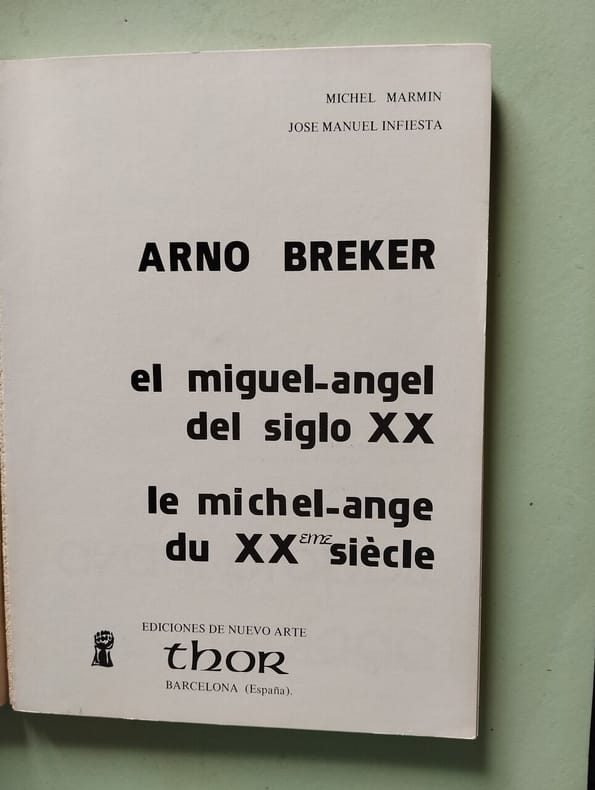 MICHEL MARMIN
JOSE MANUEL INFIESTA
ARNO BREKER
el miguel-angel
del siglo XX
le michel-ange
du XXeme siècle
EDICIONES DE NUEVO ARTE
thor
BARCELONA (España).